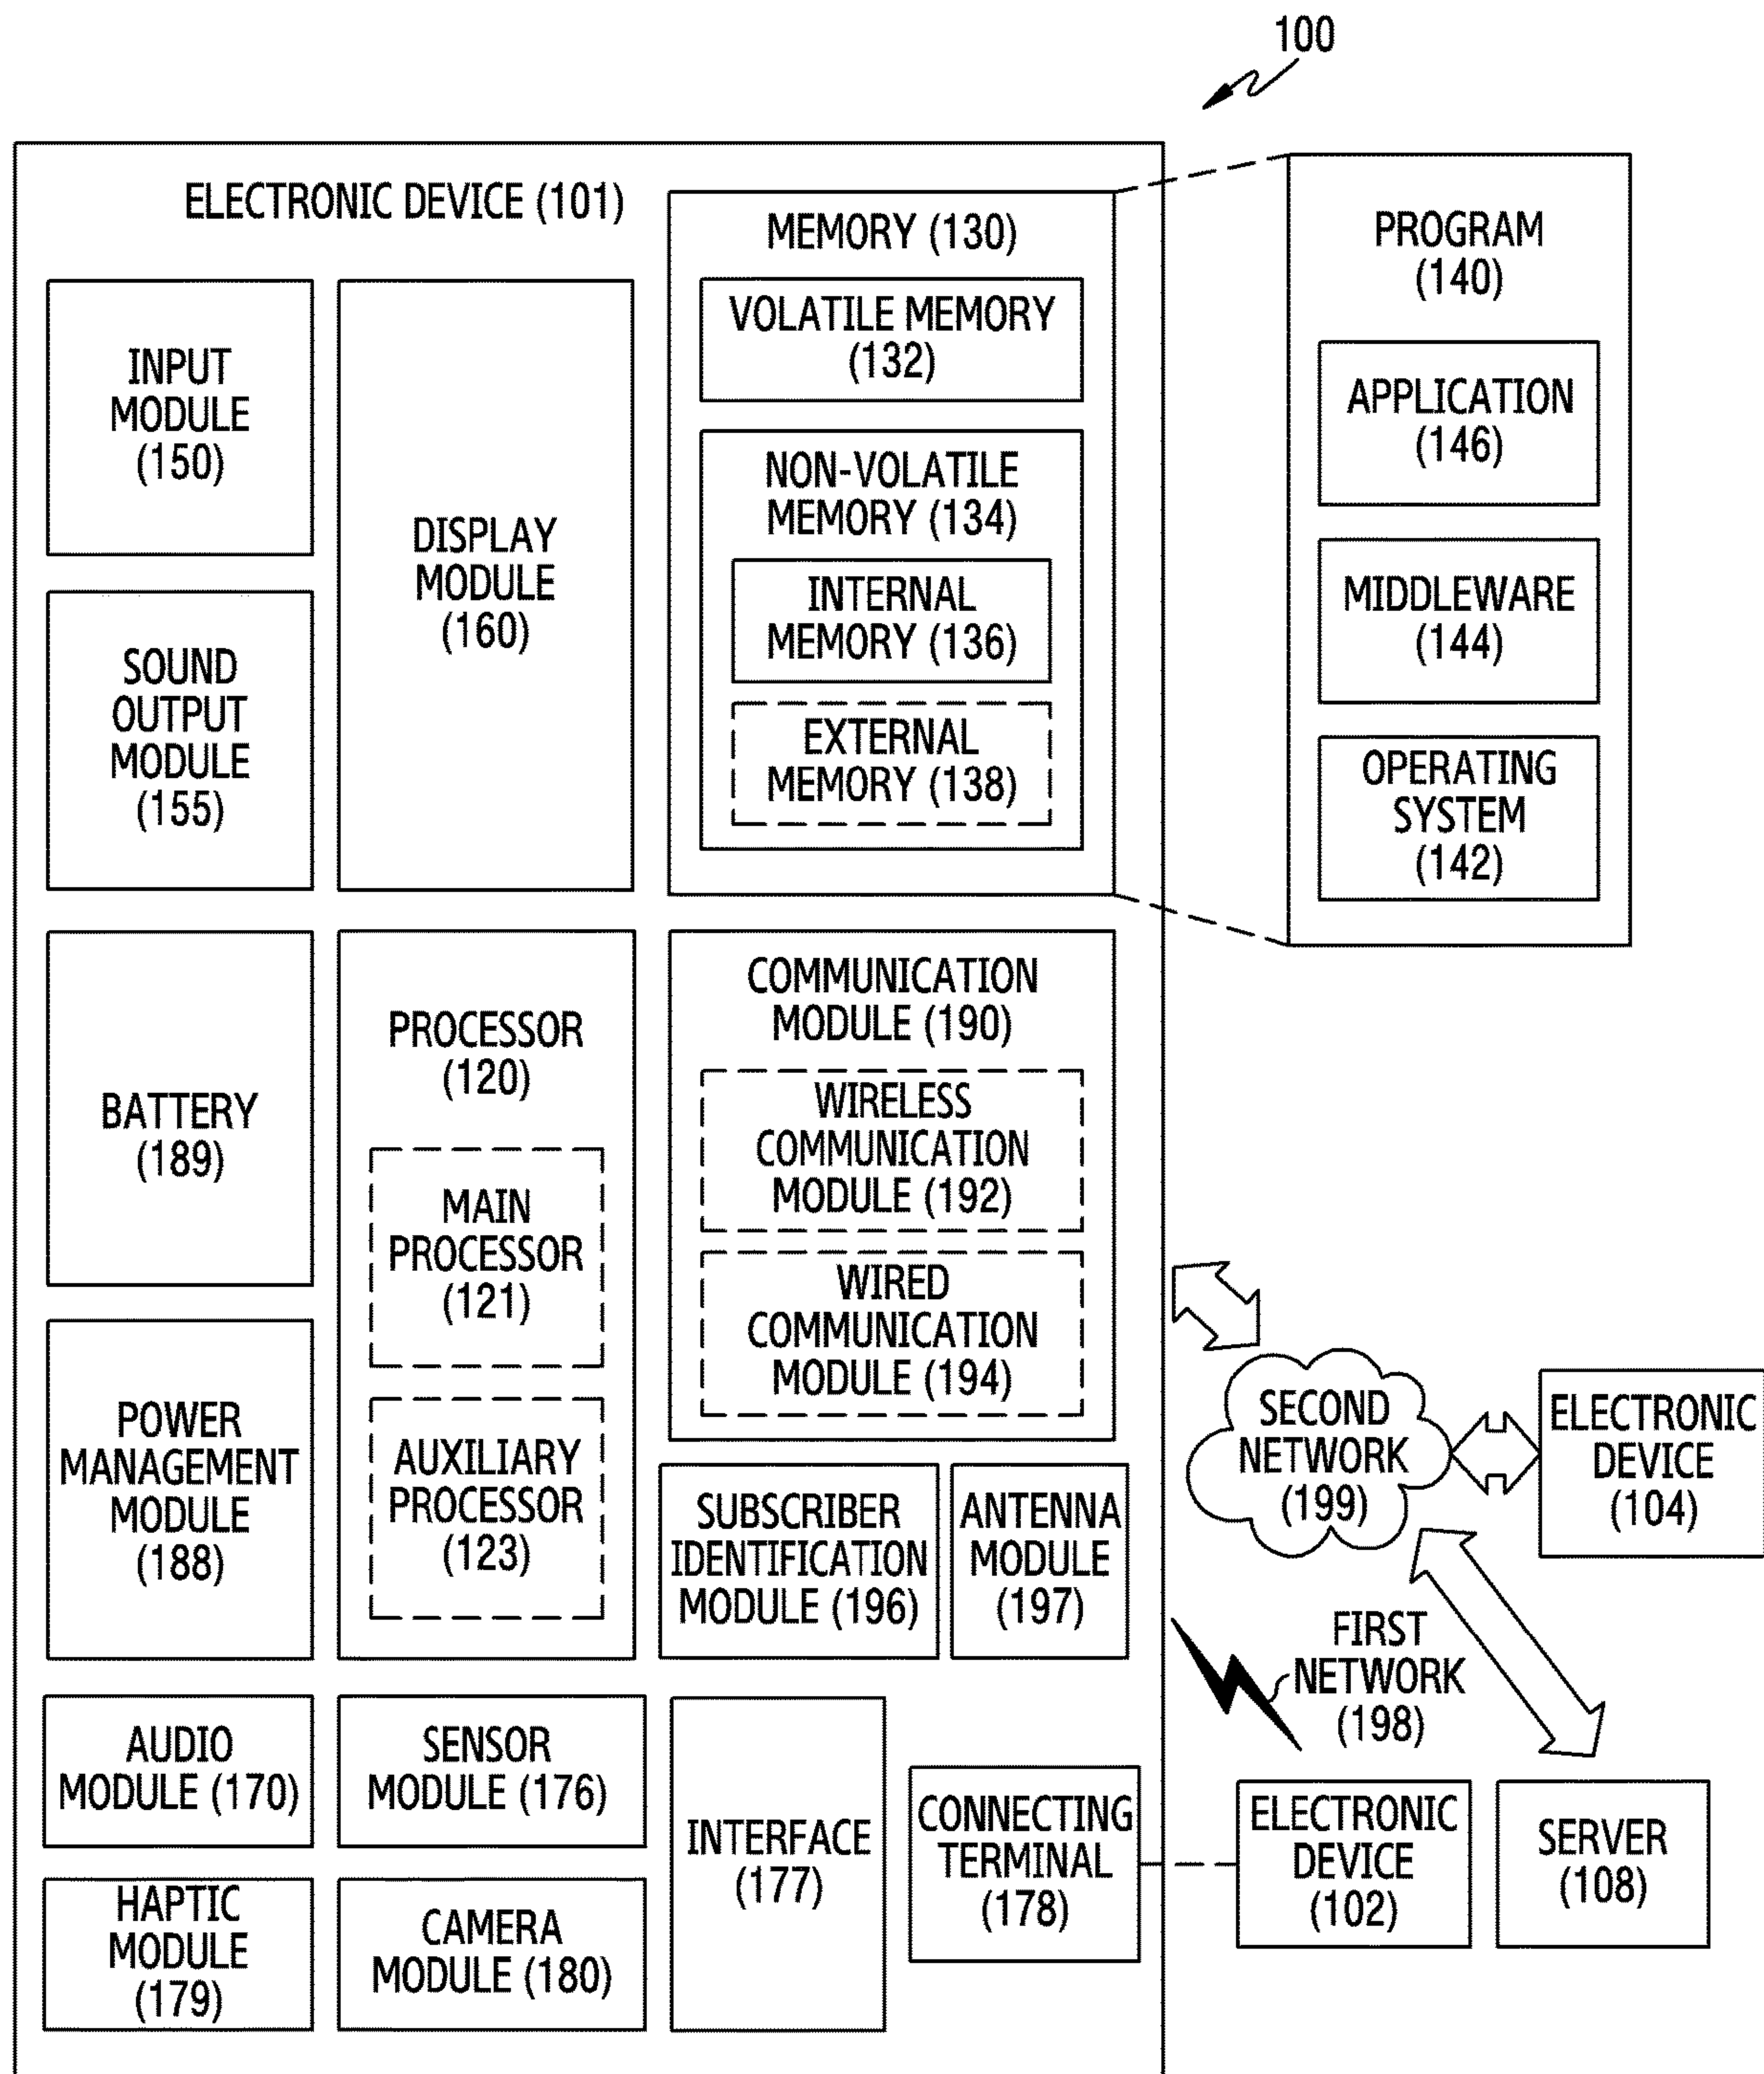 100
ELECTRONIC DEVICE (101)
INPUT
MODULE
(150)
SOUND
OUTPUT
MODULE
(155)
DISPLAY
MODULE
(160)
MEMORY (130)
VOLATILE MEMORY
(132)
NON-VOLATILE
MEMORY (134)
INTERNAL
MEMORY (136)
EXTERNAL
MEMORY (138)
PROGRAM
(140)
APPLICATION
(146)
MIDDLEWARE
(144)
OPERATING
SYSTEM
(142)
BATTERY
(189)
POWER
MANAGEMENT
MODULE
(188)
PROCESSOR
(120)
MAIN
PROCESSOR
(121)
AUXILIARY
PROCESSOR
(123)
COMMUNICATION
MODULE (190)
WIRELESS
COMMUNICATION
MODULE (192)
WIRED
COMMUNICATION
MODULE (194)
SUBSCRIBER
IDENTIFICATION
MODULE (196)
ANTENNA
MODULE
(197)
SECOND
NETWORK
(199)
ELECTRONIC
DEVICE
(104)
FIRST
NETWORK
(198)
AUDIO
MODULE (170)
SENSOR
MODULE (176)
INTERFACE
(177)
CONNECTING
TERMINAL
(178)
ELECTRONIC
DEVICE
(102)
SERVER
(108)
HAPTIC
MODULE
(179)
CAMERA
MODULE (180)